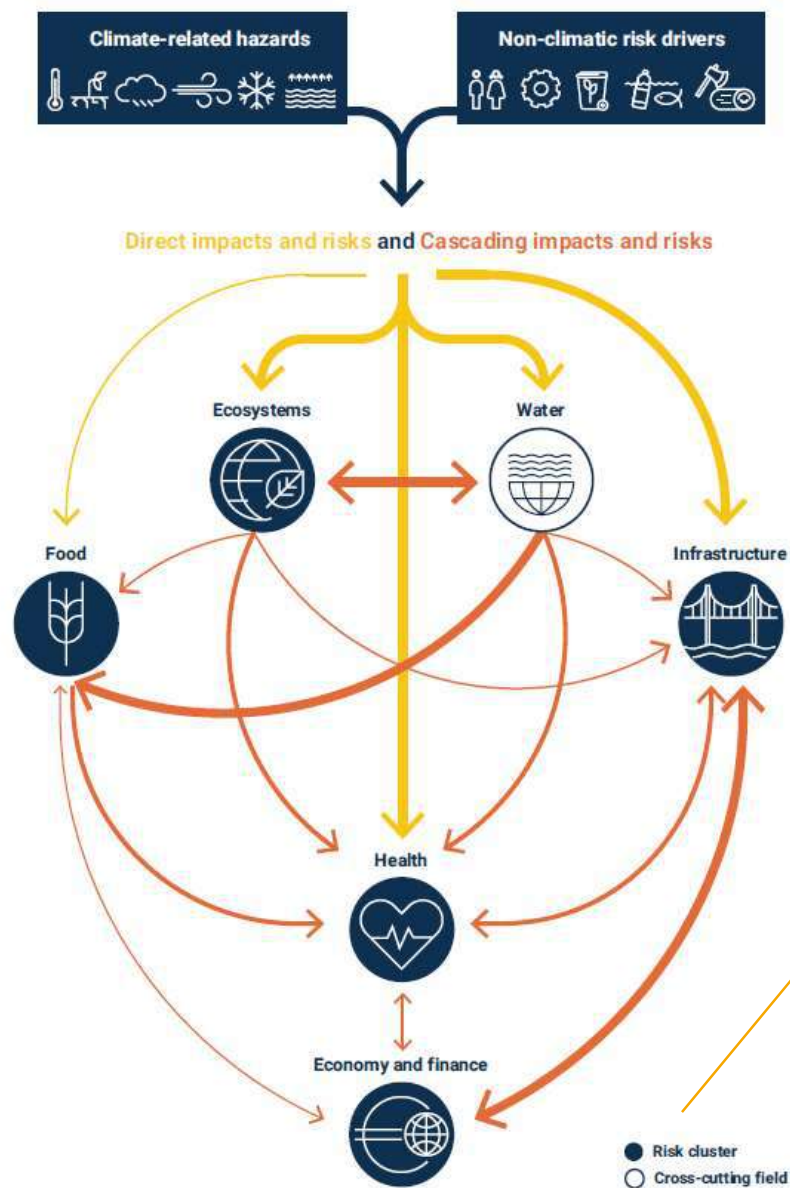 Climate-related hazards
Non-climatic risk drivers
Direct impacts and risks and Cascading impacts and risks
Ecosystems
Water
Food
Infrastructure
Health
Economy and finance
Risk cluster
Cross-cutting field